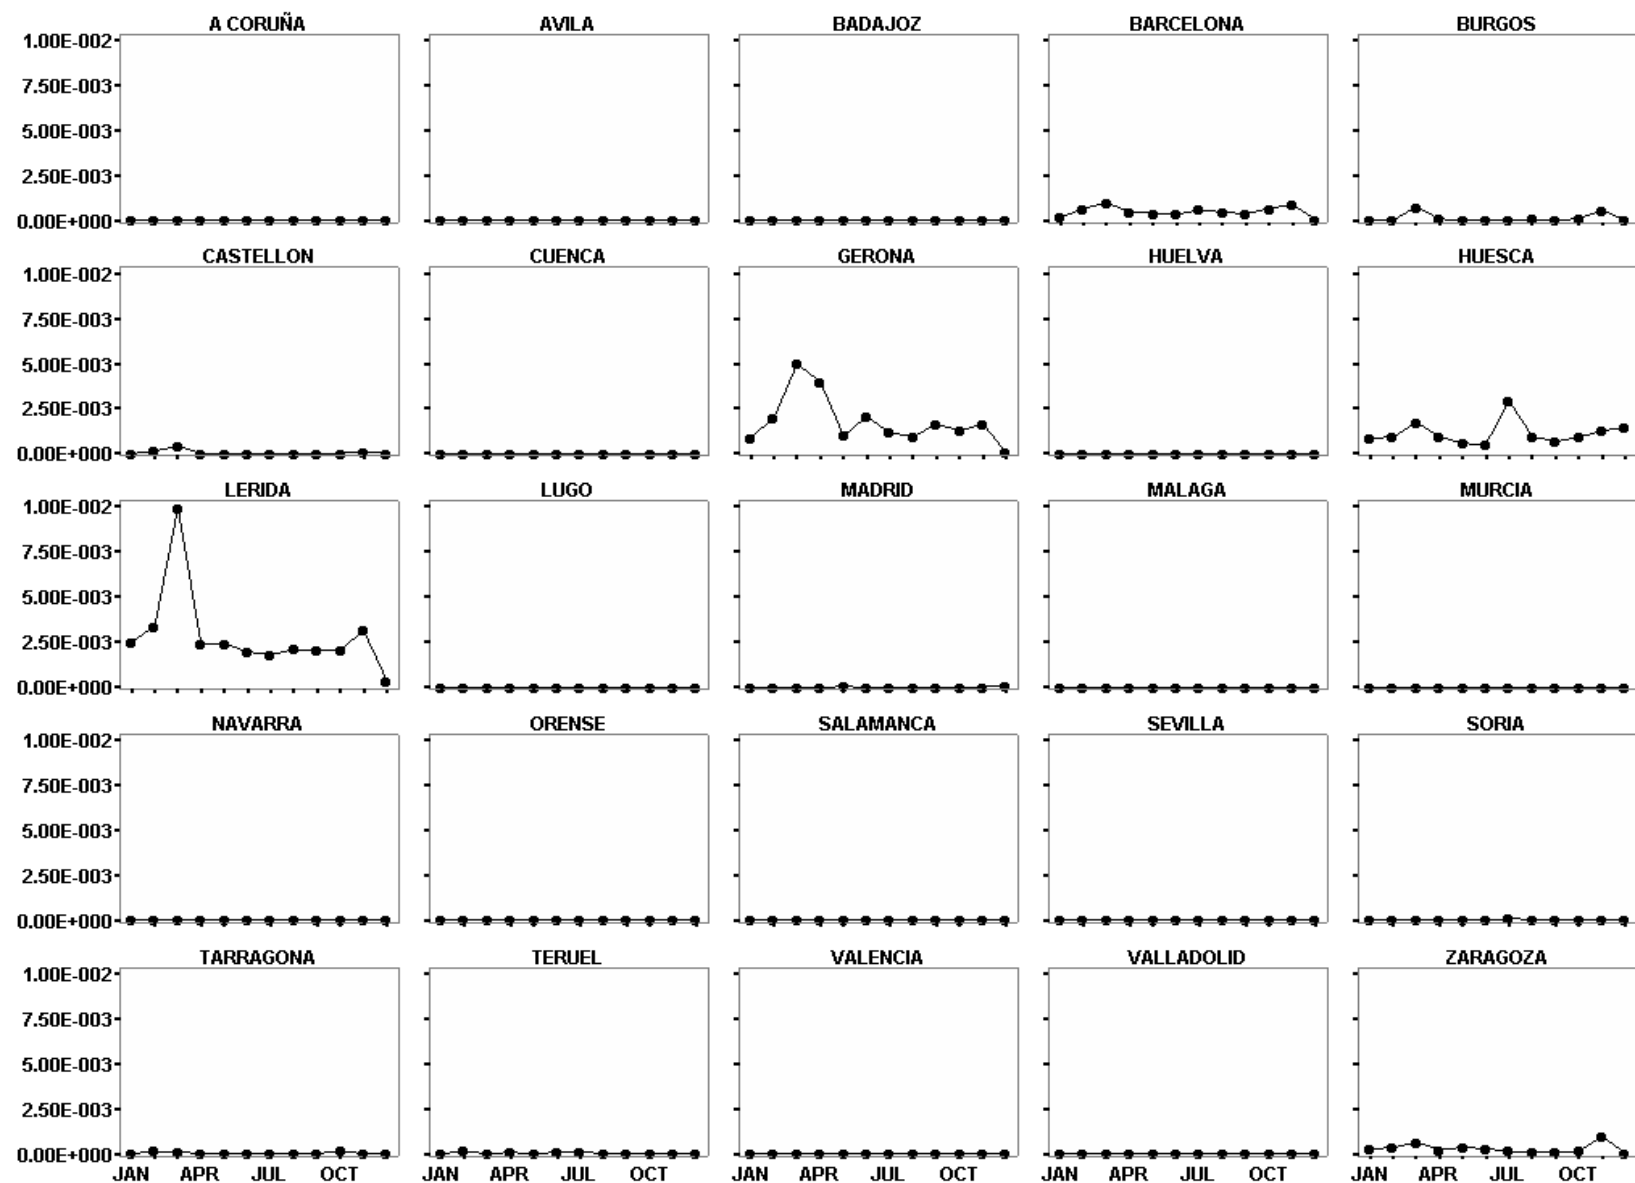 A CORUÑA AVILA BADAJOZ BARCELONA BURGOS
1.00E-002
7.50E-003
5.00E-003
2.50E-003
0.00E+000
CASTELLON CUENCA GERONA HUELVA HUESCA
1.00E-002
7.50E-003
5.00E-003
2.50E-003
0.00E+000
LERIDA LUGO MADRID MALAGA MURCIA
1.00E-002
7.50E-003
5.00E-003
2.50E-003
0.00E+000
NAVARRA ORENSE SALAMANCA SEVILLA SORIA
1.00E-002
7.50E-003
5.00E-003
2.50E-003
0.00E+000
TARRAGONA TERUEL VALENCIA VALLADOLID ZARAGOZA
1.00E-002
7.50E-003
5.00E-003
2.50E-003
0.00E+000
JAN APR JUL OCT JAN APR JUL OCT JAN APR JUL OCT JAN APR JUL OCT JAN APR JUL OCT